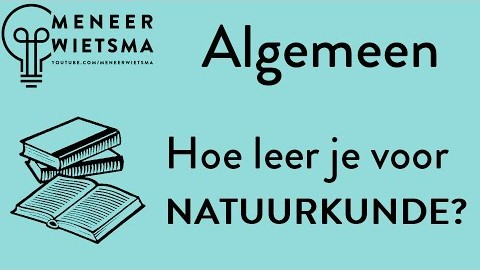 MENEER
WIETSMA
YOUTUBE.COM/MENEERWIETSMA
Algemeen
Hoe leer je voor
NATUURKUNDE?